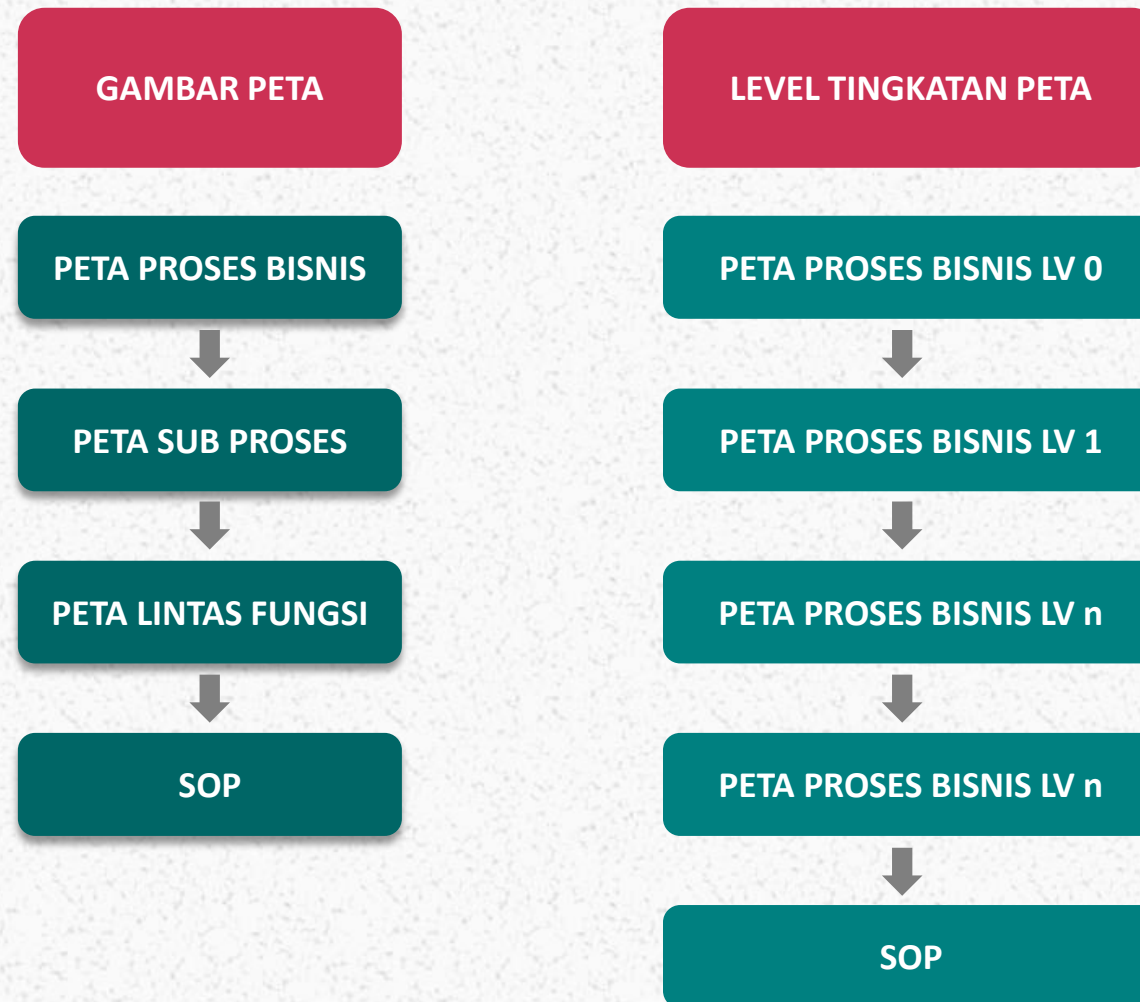 GAMBAR PETA
PETA PROSES BISNIS
PETA SUB PROSES
PETA LINTAS FUNGSI
SOP
LEVEL TINGKATAN PETA
PETA PROSES BISNIS LV 0
PETA PROSES BISNIS LV 1
PETA PROSES BISNIS LV n
PETA PROSES BISNIS LV n
SOP